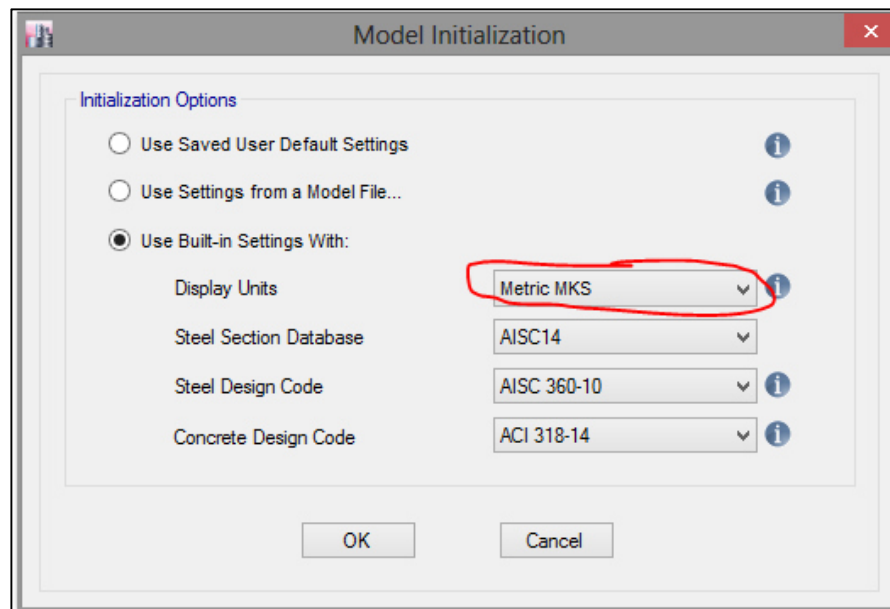 Model Initialization
Initialization Options
Use Saved User Default Settings
Use Settings from a Model File...
Use Built-in Settings With:
Display Units Metric MKS
Steel Section Database AISC14
Steel Design Code AISC 360-10
Concrete Design Code ACI 318-14
OK Cancel